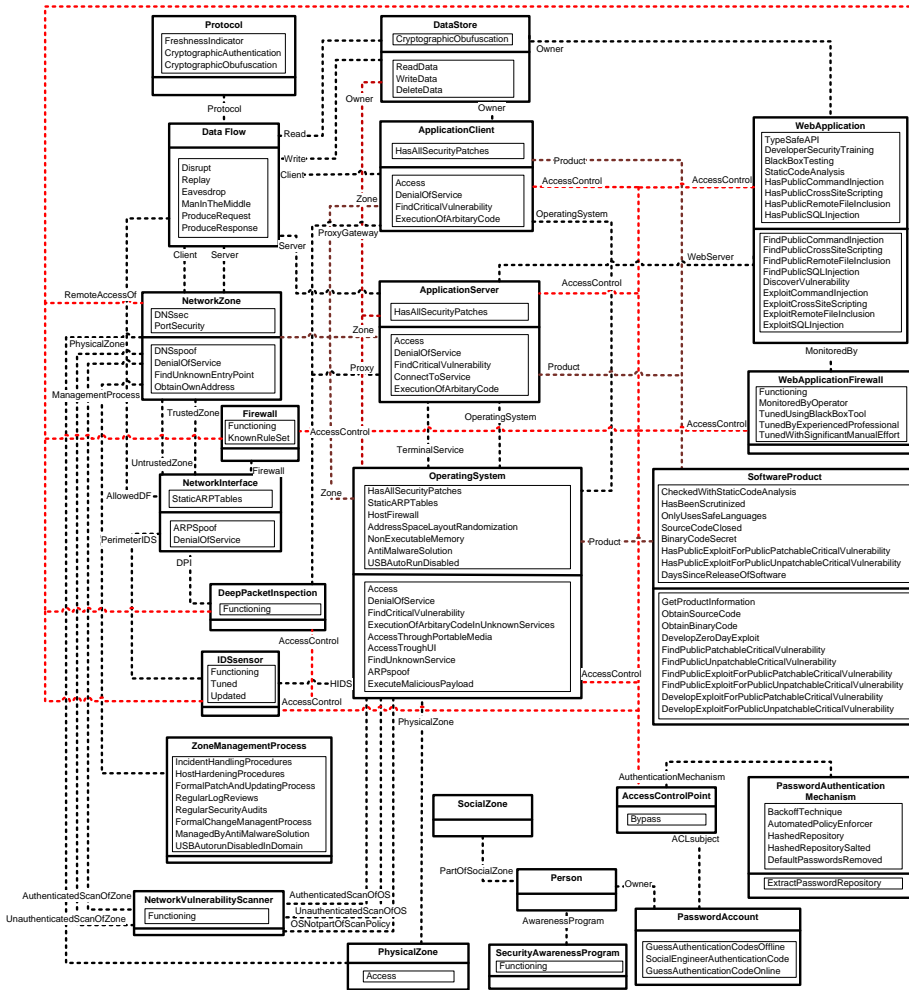 Protocol
FreshnessIndicator
CryptographicAuthentication
CryptographicObufuscation
DataStore
CryptographicObufuscation
ReadData
WriteData
DeleteData
Owner
Owner
Owner
Protocol
Read
Write
Client
Data Flow
Disrupt
Replay
Eavesdrop
ManInTheMiddle
ProduceRequest
ProduceResponse
ApplicationClient
HasAllSecurityPatches
Access
DenialOfService
FindCriticalVulnerability
ExecutionOfArbitaryCode
Product
AccessControl
OperatingSystem
Zone
ProxyGateway
Server
Client
Server
WebApplication
TypeSafeAPI
DeveloperSecurityTraining
BlackBoxTesting
StaticCodeAnalysis
HasPublicCommandInjection
HasPublicCrossSiteScripting
HasPublicRemoteFileInclusion
HasPublicSQLInjection
FindPublicCommandInjection
FindPublicCrossSiteScripting
FindPublicRemoteFileInclusion
FindPublicSQLInjection
DiscoverVulnerability
ExploitCommandInjection
ExploitCrossSiteScripting
ExploitRemoteFileInclusion
ExploitSQLInjection
AccessControl
WebServer
MonitoredBy
RemoteAccessOf
NetworkZone
DNSsec
PortSecurity
DNSspoof
DenialOfService
FindUnknownEntryPoint
ObtainOwnAddress
PhysicalZone
ManagementProcess
TrustedZone
UntrustedZone
Zone
Proxy
ApplicationServer
HasAllSecurityPatches
Access
DenialOfService
FindCriticalVulnerability
ConnectToService
ExecutionOfArbitaryCode
AccessControl
Product
OperatingSystem
TerminalService
WebApplicationFirewall
Functioning
MonitoredByOperator
TunedUsingBlackBoxTool
TunedByExperiencedProfessional
TunedWithSignificantManualEffort
AccessControl
Firewall
Functioning
KnownRuleSet
AccessControl
Firewall
NetworkInterface
StaticARPTables
ARPSpoof
DenialOfService
AllowedDF
PerimeterIDS
DPI
Zone
OperatingSystem
HasAllSecurityPatches
StaticARPTables
HostFirewall
AddressSpaceLayoutRandomization
NonExecutableMemory
AntiMalwareSolution
USBAutoRunDisabled
Access
DenialOfService
FindCriticalVulnerability
ExecutionOfArbitaryCodeInUnknownServices
AccessThroughPortableMedia
AccessTroughUI
FindUnknownService
ARPspoof
ExecuteMaliciousPayload
Product
AccessControl
SoftwareProduct
CheckedWithStaticCodeAnalysis
HasBeenScrutinized
OnlyUsesSafeLanguages
SourceCodeClosed
BinaryCodeSecret
HasPublicExploitForPublicPatchableCriticalVulnerability
HasPublicExploitForPublicUnpatchableCriticalVulnerability
DaysSinceReleaseOfSoftware
GetProductInformation
ObtainSourceCode
ObtainBinaryCode
DevelopZeroDayExploit
FindPublicPatchableCriticalVulnerability
FindPublicUnpatchableCriticalVulnerability
FindPublicExploitForPublicPatchableCriticalVulnerability
FindPublicExploitForPublicUnpatchableCriticalVulnerability
DevelopExploitForPublicPatchableCriticalVulnerability
DevelopExploitForPublicUnpatchableCriticalVulnerability
DeepPacketInspection
Functioning
AccessControl
IDSsensor
Functioning
Tuned
Updated
HIDS
AccessControl
PhysicalZone
ZoneManagementProcess
IncidentHandlingProcedures
HostHardeningProcedures
FormalPatchAndUpdatingProcess
RegularLogReviews
RegularSecurityAudits
FormalChangeManagentProcess
ManagedByAntiMalwareSolution
USBAutorunDisabledInDomain
AuthenticationMechanism
AccessControlPoint
Bypass
ACLsubject
PasswordAuthentication
Mechanism
BackoffTechnique
AutomatedPolicyEnforcer
HashedRepository
HashedRepositorySalted
DefaultPasswordsRemoved
ExtractPasswordRepository
SocialZone
PartOfSocialZone
Person
Owner
AwarenessProgram
AuthenticatedScanOfZone
UnauthenticatedScanOfZone
NetworkVulnerabilityScanner
Functioning
AuthenticatedScanOfOS
UnauthenticatedScanOfOS
OSNotpartOfScanPolicy
PhysicalZone
Access
SecurityAwarenessProgram
Functioning
PasswordAccount
GuessAuthenticationCodesOffline
SocialEngineerAuthenticationCode
GuessAuthenticationCodeOnline